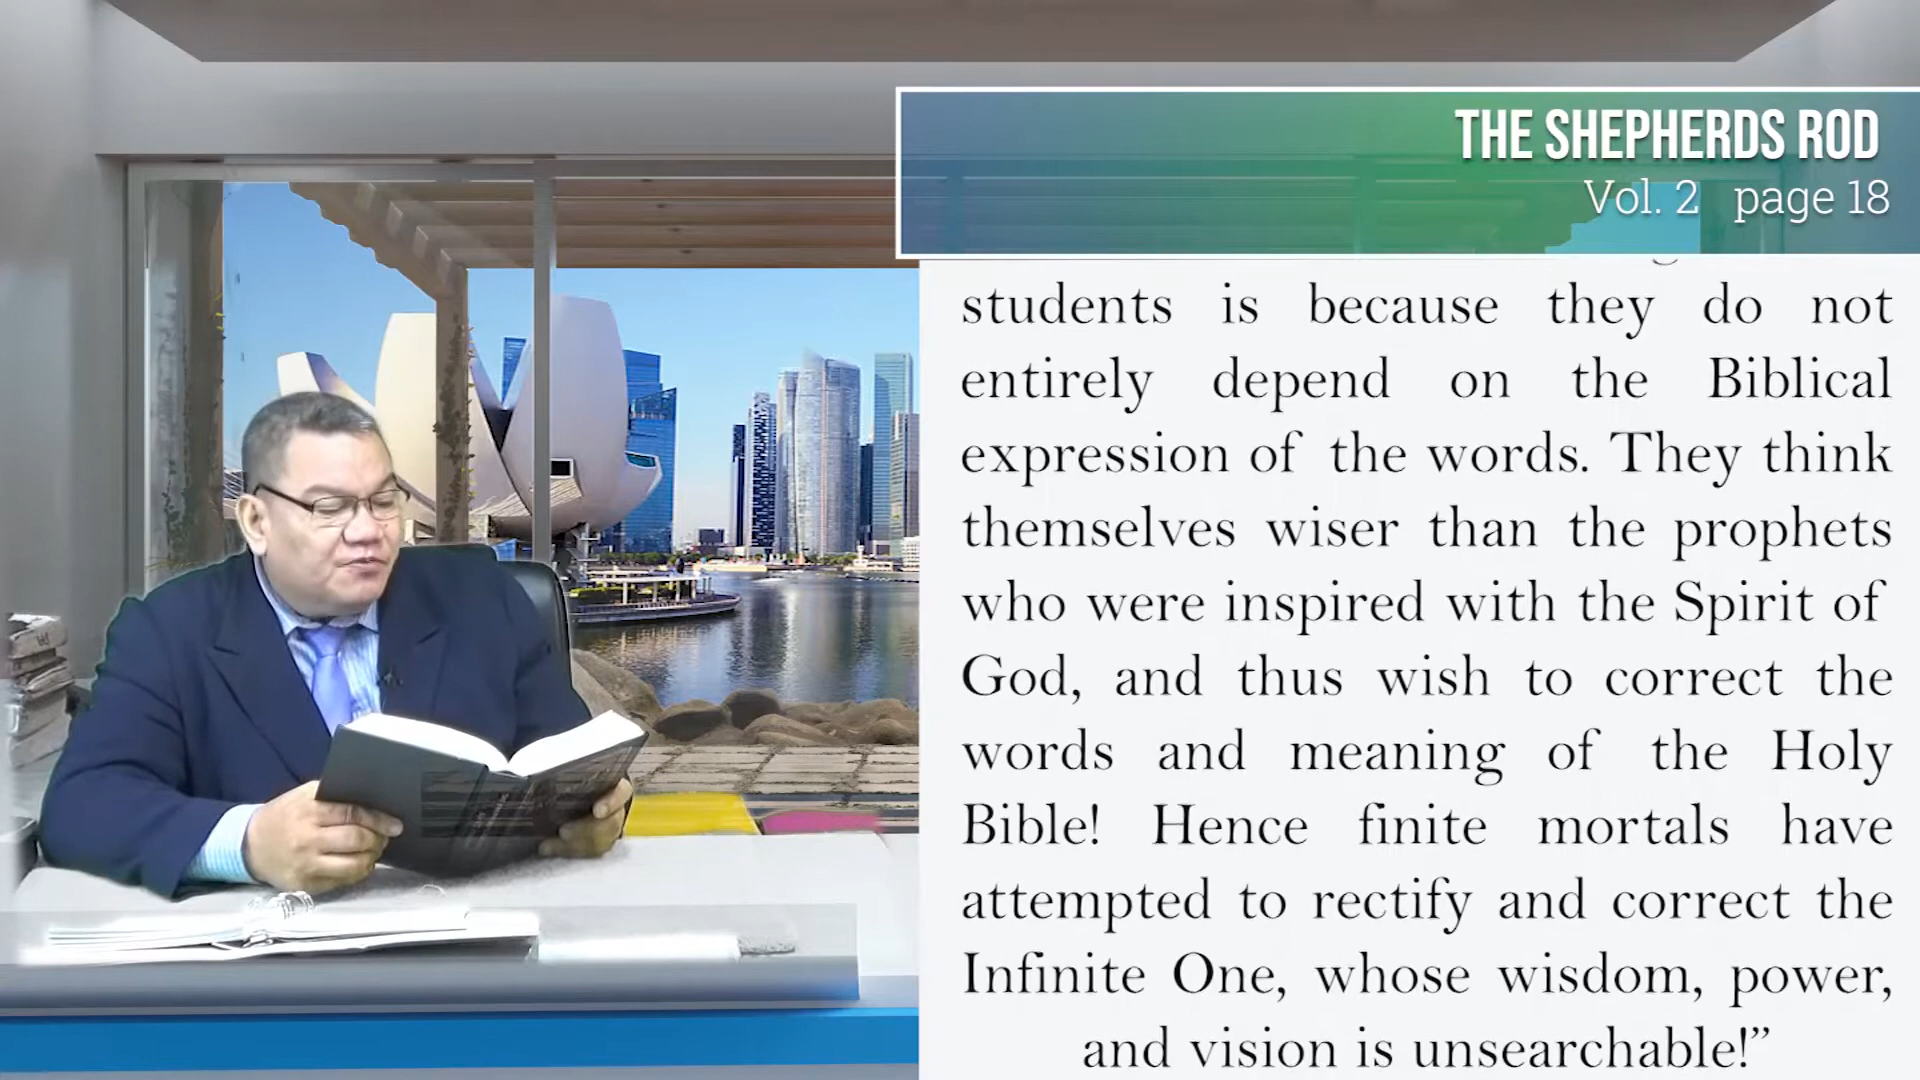 THE SHEPHERDS ROD
Vol. 2 page 18
students is because they do not
entirely depend on the Biblical
expression of the words. They think
themselves wiser than the prophets
who were inspired with the Spirit of
God, and thus wish to correct the
words and meaning of the Holy
Bible! Hence finite mortals have
attempted to rectify and correct the
Infinite One, whose wisdom, power,
and vision is unsearchable!”